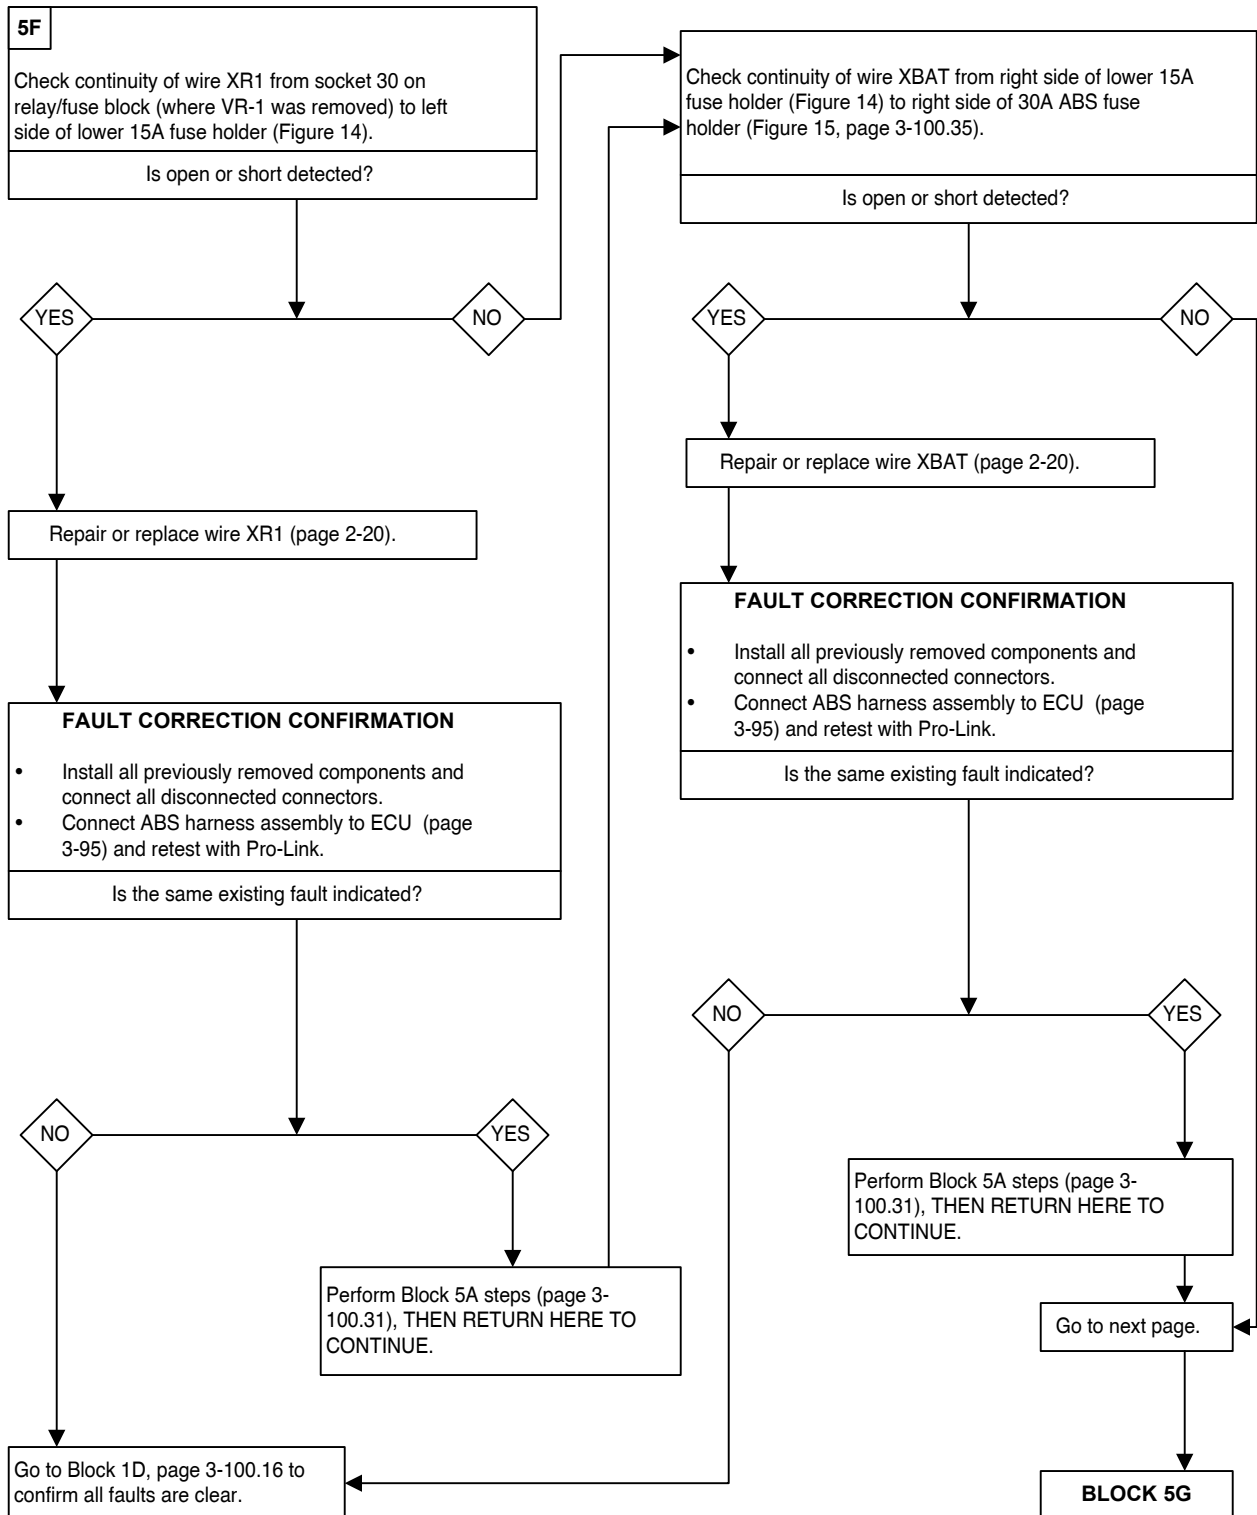 5F
Check continuity of wire XR1 from socket 30 on
relay/fuse block (where VR-1 was removed) to left
side of lower 15A fuse holder (Figure 14).
Is open or short detected?
YES
NO
Repair or replace wire XR1 (page 2-20).
FAULT CORRECTION CONFIRMATION
• Install all previously removed components and
connect all disconnected connectors.
• Connect ABS harness assembly to ECU (page
3-95) and retest with Pro-Link.
Is the same existing fault indicated?
NO
YES
Perform Block 5A steps (page 3-
100.31), THEN RETURN HERE TO
CONTINUE.
Go to Block 1D, page 3-100.16 to
confirm all faults are clear.
Check continuity of wire XBAT from right side of lower 15A
fuse holder (Figure 14) to right side of 30A ABS fuse
holder (Figure 15, page 3-100.35).
Is open or short detected?
YES
NO
Repair or replace wire XBAT (page 2-20).
FAULT CORRECTION CONFIRMATION
• Install all previously removed components and
connect all disconnected connectors.
• Connect ABS harness assembly to ECU (page
3-95) and retest with Pro-Link.
Is the same existing fault indicated?
NO
YES
Perform Block 5A steps (page 3-
100.31), THEN RETURN HERE TO
CONTINUE.
Go to next page.
BLOCK 5G